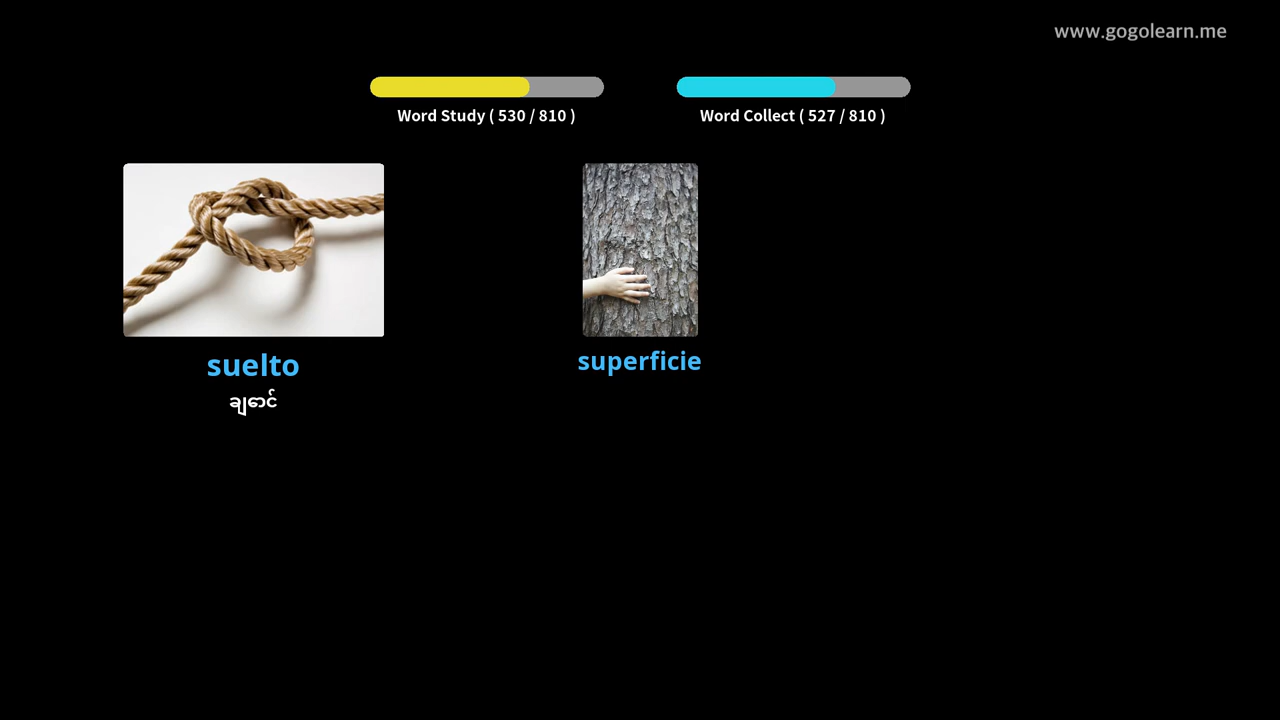 www.gogolearn.me
Word Study ( 530 / 810 )
Word Collect ( 527 / 810 )
suelto
ချောင်
superficie